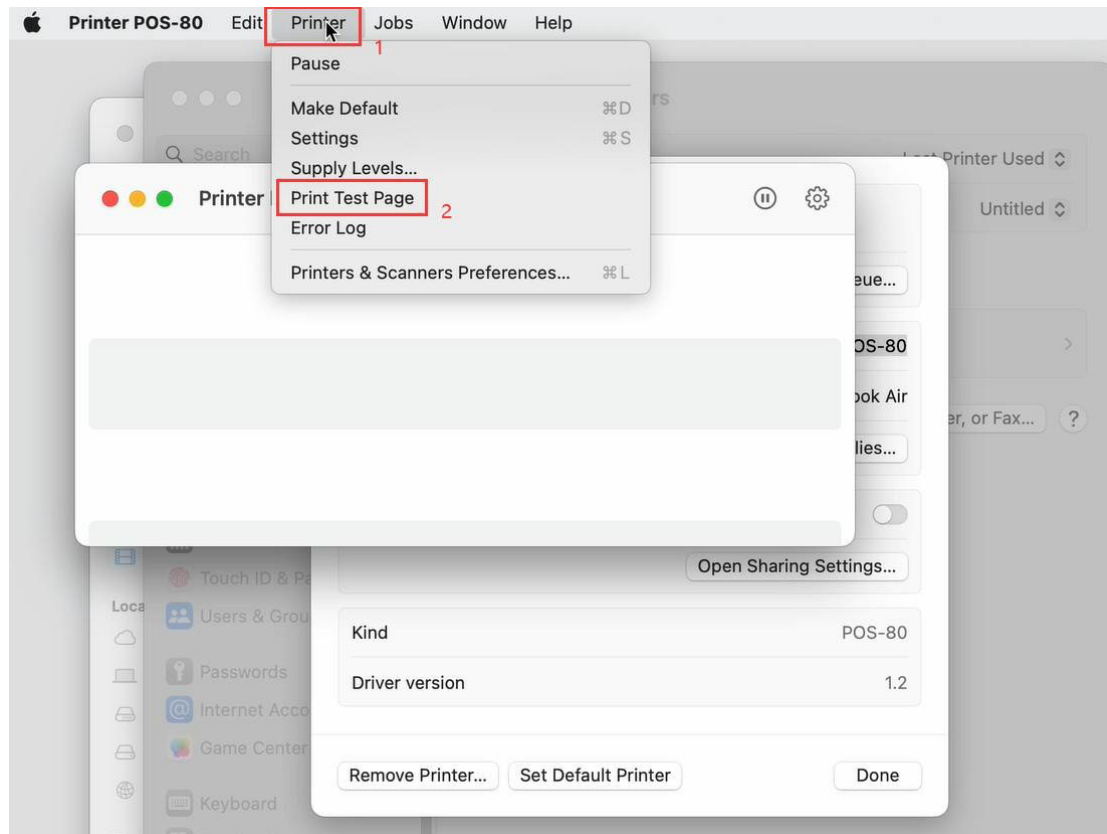 Printer POS-80 Edit Printer Jobs Window Help
1
Pause
Make Default ⌘D
Settings ⌘S
Supply Levels...
Print Test Page
2
Error Log
Printers & Scanners Preferences... ⌘L
rs
Search
Printer Used
Printer
Untitled
eue...
OS-80
ook Air
er, or Fax... ?
lies...
Open Sharing Settings...
Touch ID & Pa
Loca
Users & Grou
Kind POS-80
Passwords
Driver version 1.2
Internet Acco
Game Center
Remove Printer... Set Default Printer Done
Keyboard